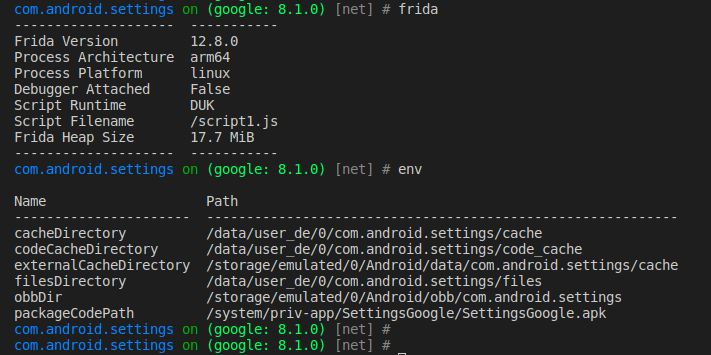 com.android.settings on (google: 8.1.0) [net] # frida
--------------------  -----------
Frida Version         12.8.0
Process Architecture  arm64
Process Platform      linux
Debugger Attached     False
Script Runtime        DUK
Script Filename       /script1.js
Frida Heap Size       17.7 MiB
--------------------  -----------
com.android.settings on (google: 8.1.0) [net] # env
Name                    Path
----------------------  -----------------------------------------------------------
cacheDirectory          /data/user_de/0/com.android.settings/cache
codeCacheDirectory      /data/user_de/0/com.android.settings/code_cache
externalCacheDirectory  /storage/emulated/0/Android/data/com.android.settings/cache
filesDirectory          /data/user_de/0/com.android.settings/files
obbDir                  /storage/emulated/0/Android/obb/com.android.settings
packageCodePath         /system/priv-app/SettingsGoogle/SettingsGoogle.apk
com.android.settings on (google: 8.1.0) [net] #
com.android.settings on (google: 8.1.0) [net] #